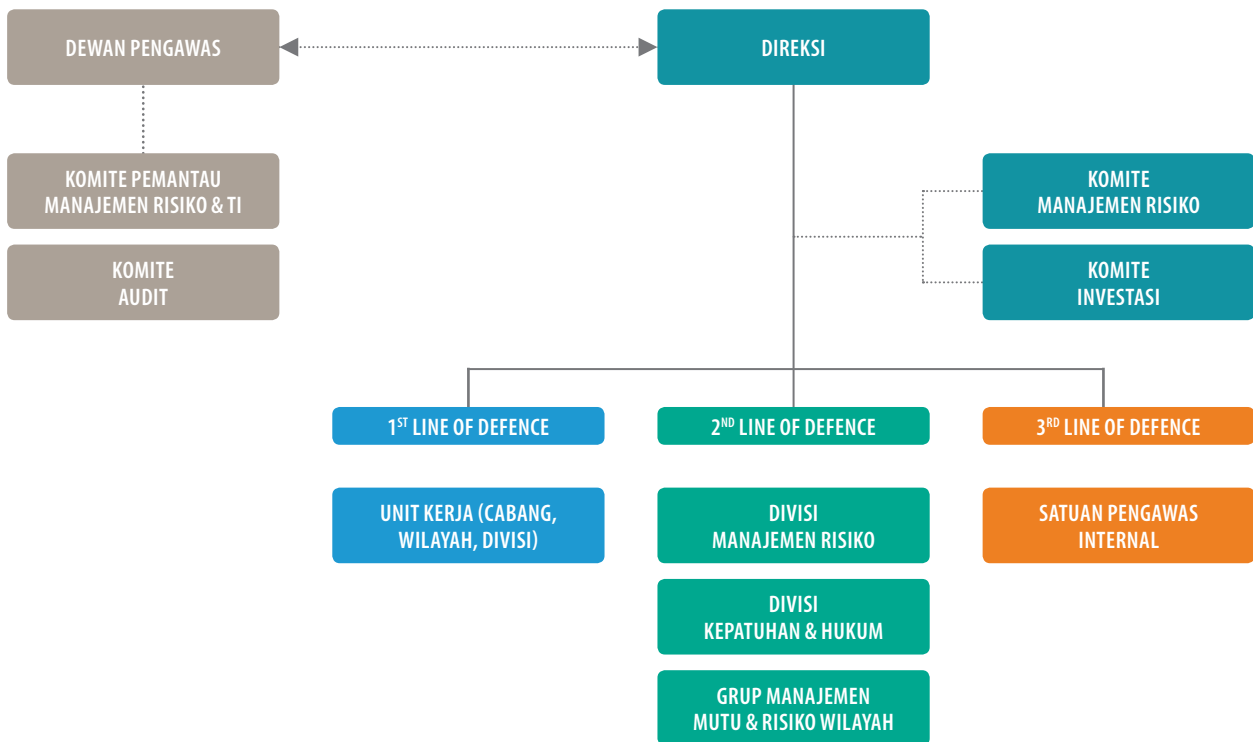 DEWAN PENGAWAS
DIREKSI
KOMITE PEMANTAU
MANAJEMEN RISIKO & TI
KOMITE
AUDIT
KOMITE
MANAJEMEN RISIKO
KOMITE
INVESTASI
1ST LINE OF DEFENCE
2ND LINE OF DEFENCE
3RD LINE OF DEFENCE
UNIT KERJA (CABANG,
WILAYAH, DIVISI)
DIVISI
MANAJEMEN RISIKO
SATUAN PENGAWAS
INTERNAL
DIVISI
KEPATUHAN & HUKUM
GRUP MANAJEMEN
MUTU & RISIKO WILAYAH